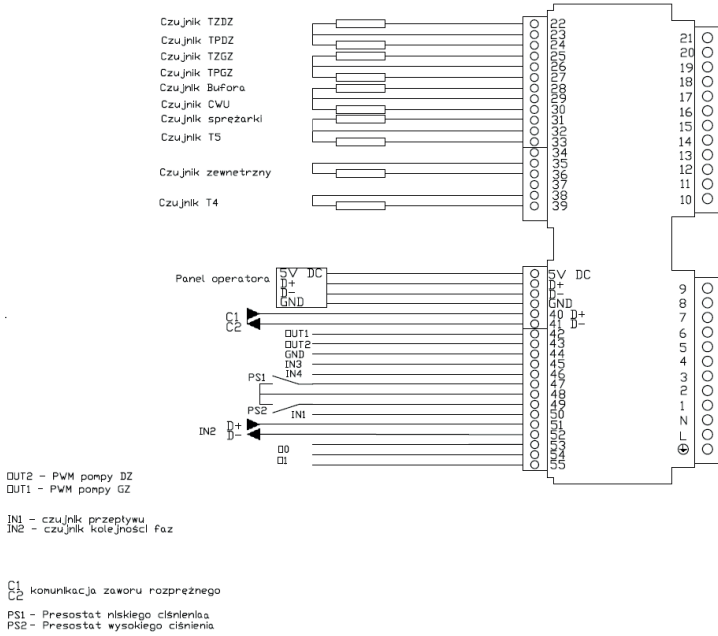 Czujnik TZDZ
Czujnik TPDZ
Czujnik TZGZ
Czujnik TPGZ
Czujnik Bufora
Czujnik CWU
Czujnik sprężarki
Czujnik T5
Czujnik zewnetrzny
Czujnik T4
22
23
24
25
26
27
28
29
30
31
32
33
34
35
36
37
38
39
21
20
19
18
17
16
15
14
13
12
11
10
Panel operatora
5V DC
D+
D-
GND
C1
C2
OUT1
OUT2
GND
IN3
IN4
PS1
PS2
IN1
IN2
D+
D-
O0
O1
5V DC
D+
D-
GND
40 D+
41 D-
42
43
44
45
46
47
48
49
50
51
52
53
54
55
9
8
7
6
5
4
3
2
1
N
L
OUT2 - PWM pompy DZ
OUT1 - PWM pompy GZ
IN1 - czujnik przepływu
IN2 - czujnik kolejności faz
C1
C2 komunikacja zaworu rozprężnego
PS1 - Presostat niskiego ciśnieniaa
PS2 - Presostat wysokiego ciśnienia